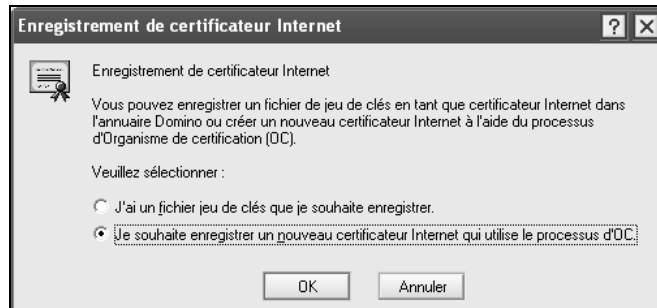 Enregistrement de certificateur Internet
Enregistrement de certificateur Internet
Vous pouvez enregistrer un fichier de jeu de clés en tant que certificateur Internet dans
l'annuaire Domino ou créer un nouveau certificateur Internet à l'aide du processus
d'Organisme de certification (OC).
Veuillez sélectionner :
J'ai un fichier jeu de clés que je souhaite enregistrer.
Je souhaite enregistrer un nouveau certificateur Internet qui utilise le processus d'OC.
OK Annuler